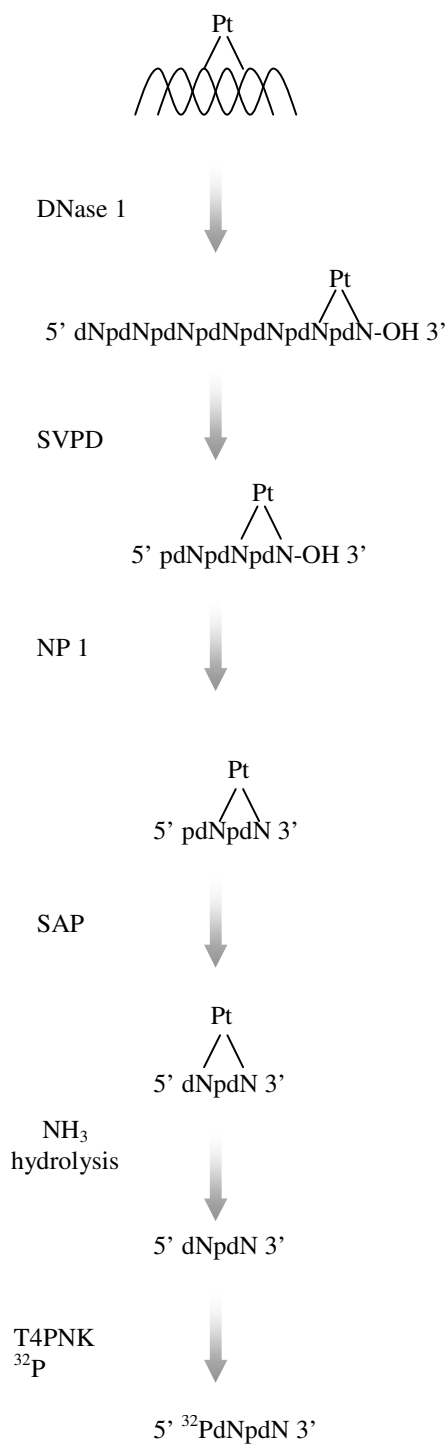 Pt
DNase 1
Pt
5’ dNpdNpdNpdNpdNpdNpdN-OH 3’
SVPD
Pt
5’ pdNpdNpdN-OH 3’
NP 1
Pt
5’ pdNpdN 3’
SAP
Pt
5’ dNpdN 3’
NH₃
hydrolysis
5’ dNpdN 3’
T4PNK
³²P
5’ ³²PdNpdN 3’